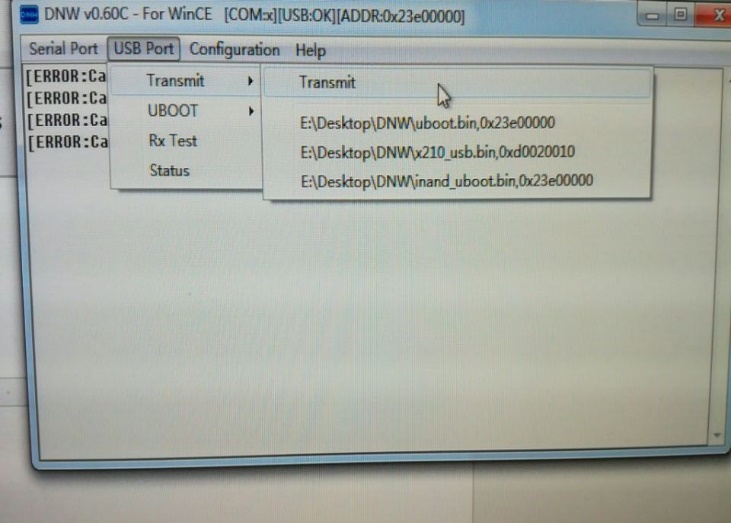 DNW v0.60C - For WinCE [COM:x][USB:OK][ADDR:0x23e00000]
Serial Port USB Port Configuration Help
[ERROR:Ca
[ERROR:Ca
[ERROR:Ca
[ERROR:Ca
Transmit
UBOOT
Rx Test
Status
Transmit
E:\Desktop\DNW\uboot.bin,0x23e00000
E:\Desktop\DNW\x210_usb.bin,0xd0020010
E:\Desktop\DNW\inand_uboot.bin,0x23e00000